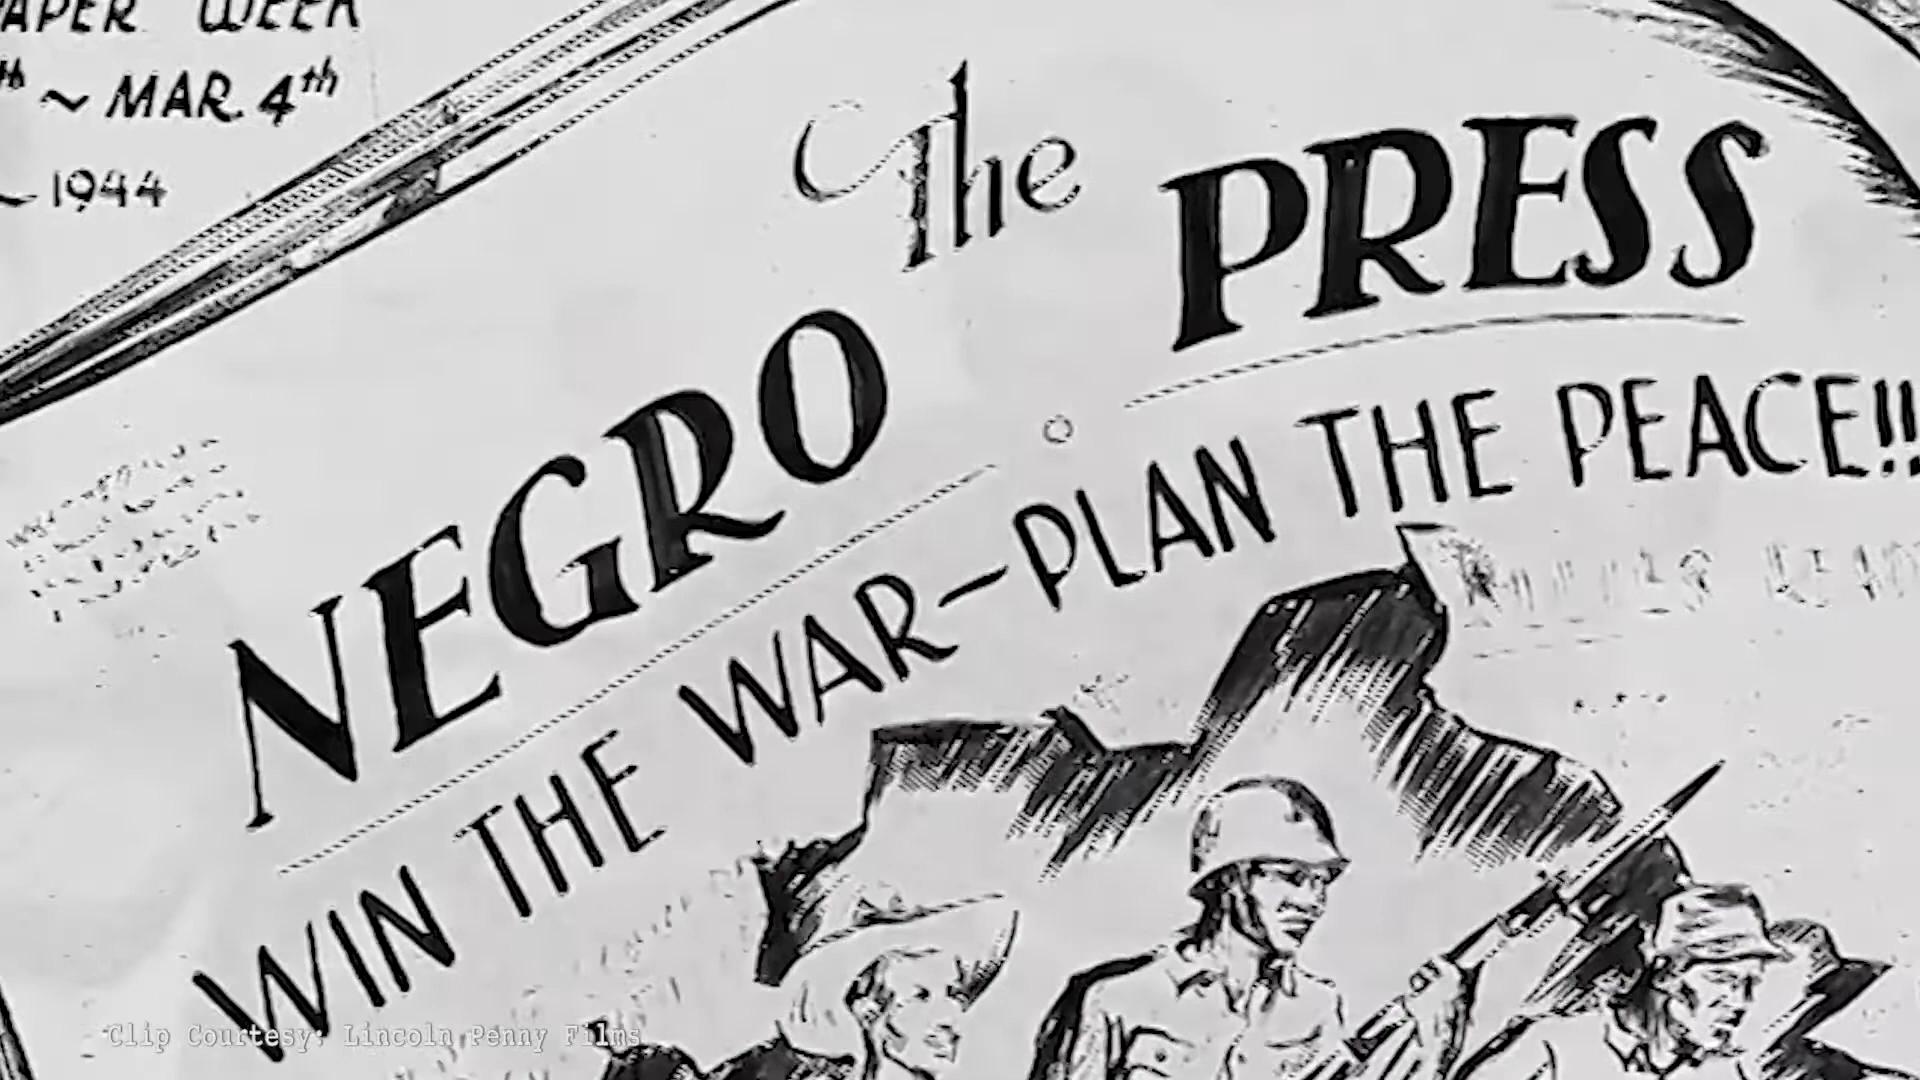 APER WEEK
th ~ MAR. 4th
~ 1944
The
NEGRO PRESS
WIN THE WAR—PLAN THE PEACE!!
Clip Courtesy: Lincoln Penny Films